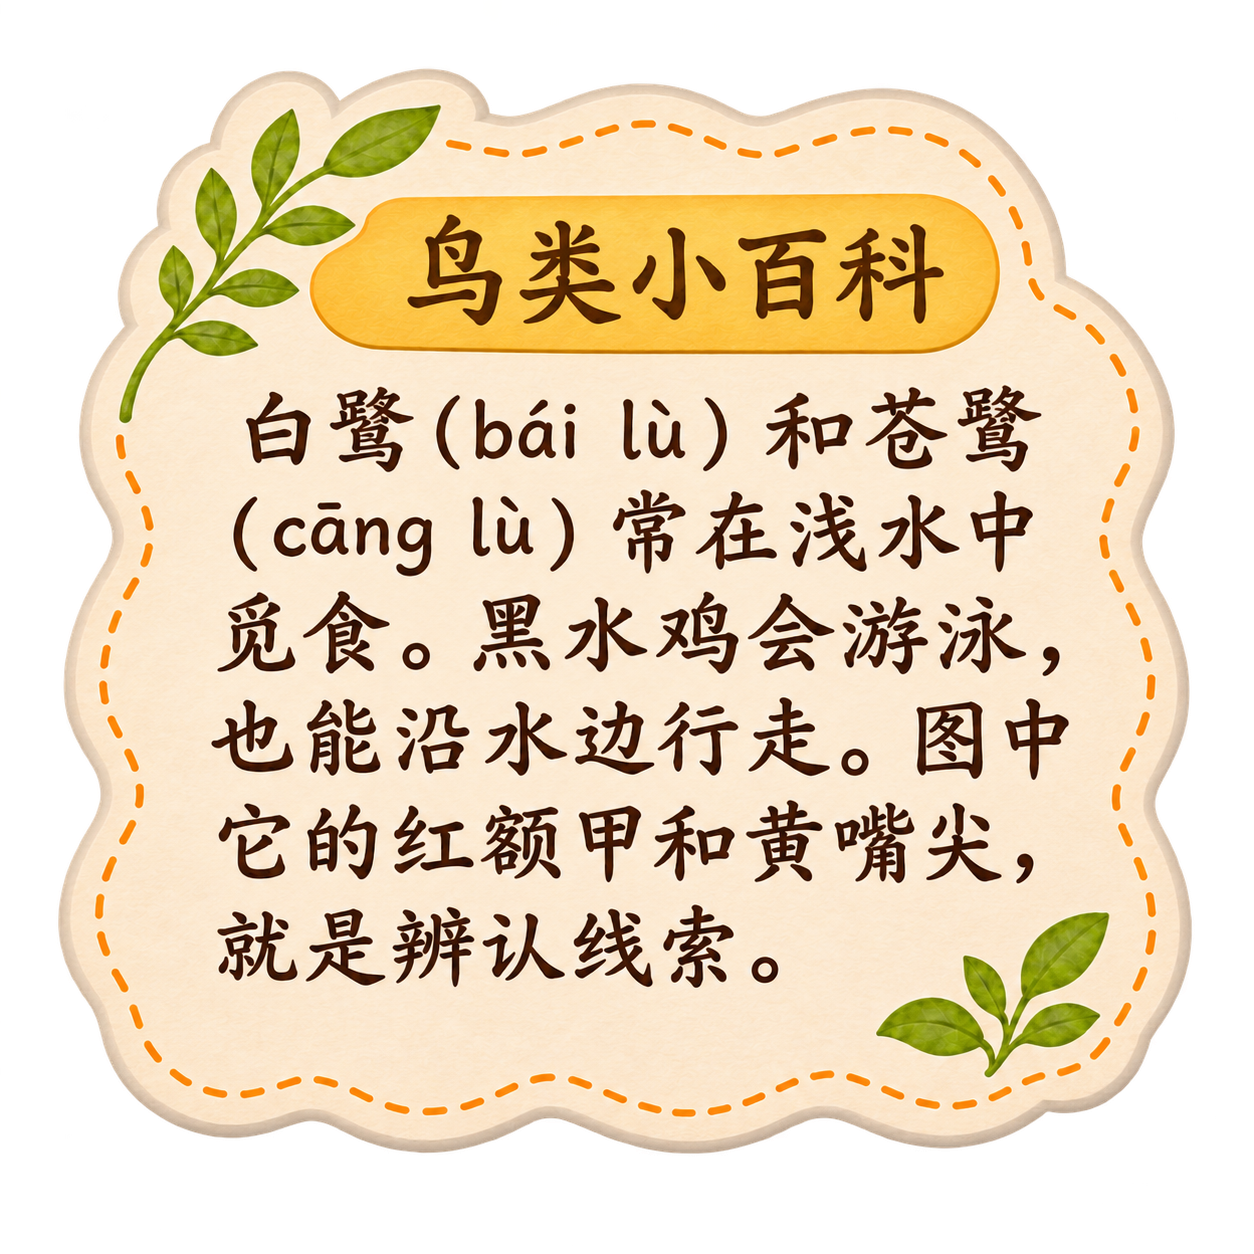 鸟类小百科
白鹭(bái lù)和苍鹭
(cāng lù)常在浅水中
觅食。黑水鸡会游泳，
也能沿水边行走。图中
它的红额甲和黄嘴尖，
就是辨认线索。